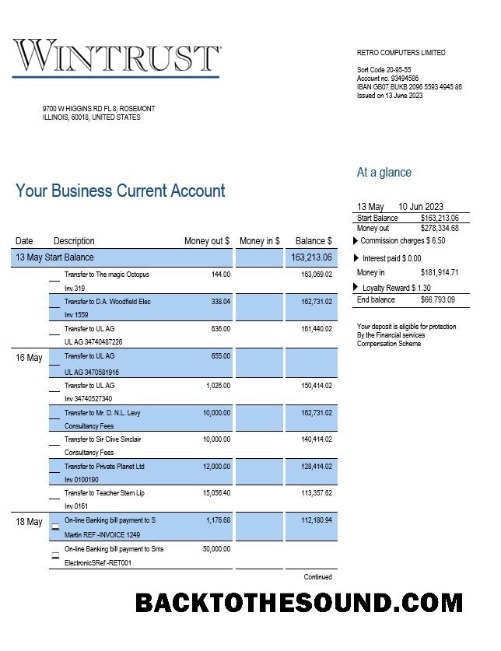 WINTRUST
RETRO COMPUTERS LIMITED
Sort Code 20-95-55
Account no. 93494586
IBAN GB07 BUKB 2096 5593 4945 86
Issued on 13 June 2023
9700 W HIGGINS RD FL 8, ROSEMONT
ILLINOIS, 60018, UNITED STATES
At a glance
Your Business Current Account
13 May 10 Jun 2023
Start Balance $163,213.06
Money out $278,334.68
Commission charges $ 6.50
Interest paid $ 0.00
Money in $181,914.71
Loyalty Reward $ 1.30
End balance $66,793.09
Your deposit is eligible for protection
By the Financial services
Compensation Scheme
Date Description Money out $ Money in $ Balance $
13 May Start Balance 163,213.06
Transfer to The magic Octopus 144.00 163,069.02
Inv 319
Transfer to D.A. Woodfield Elec 338.04 162,731.02
Inv 1559
Transfer to UL AG 636.00 161,440.02
UL AG 34740487226
16 May Transfer to UL AG 655.00
UL AG 3470581916
Transfer to UL AG 1,026.00 150,414.02
Inv 34740527340
Transfer to Mr. D. N.L. Levy 10,000.00 162,731.02
Consultancy Fees
Transfer to Sir Clive Sinclair 10,000.00 140,414.02
Consultancy Fees
Transfer to Private Planet Ltd 12,000.00 128,414.02
Inv 0100190
Transfer to Teacher Stern Lip 15,056.40 113,357.62
Inv 0161
18 May On-line Banking bill payment to S 1,176.68 112,180.94
Martin REF:-INVOICE 1249
On-line Banking bill payment to Sms 50,000.00
ElectronicSRef:-RET001
Continued
BACKTOTHESOUND.COM